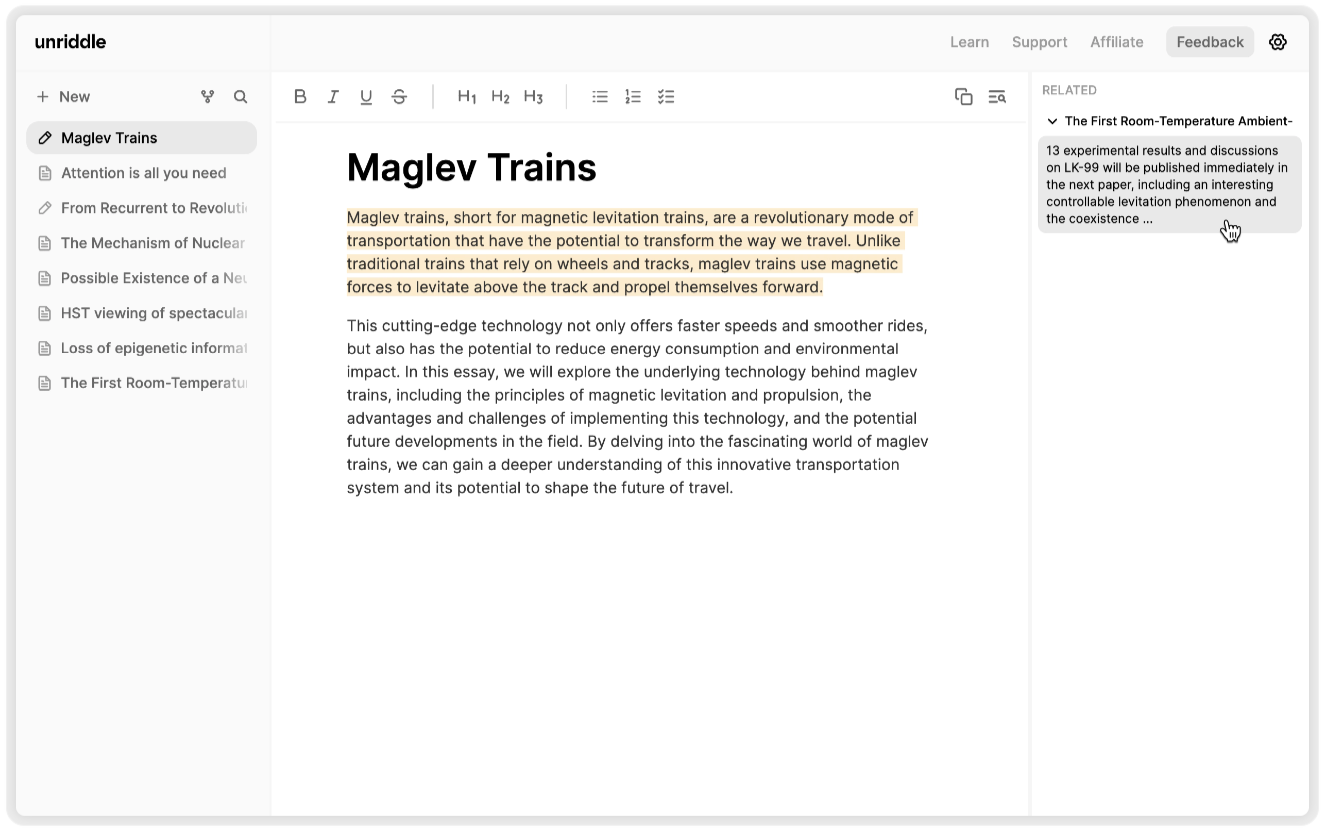 unriddle
Learn
Support
Affiliate
Feedback
New
Maglev Trains
Attention is all you need
From Recurrent to Revoluti
The Mechanism of Nuclear
Possible Existence of a Neu
HST viewing of spectacular
Loss of epigenetic informat
The First Room-Temperatu
B I U S H1 H2 H3
Maglev Trains
Maglev trains, short for magnetic levitation trains, are a revolutionary mode of
transportation that have the potential to transform the way we travel. Unlike
traditional trains that rely on wheels and tracks, maglev trains use magnetic
forces to levitate above the track and propel themselves forward.
This cutting-edge technology not only offers faster speeds and smoother rides,
but also has the potential to reduce energy consumption and environmental
impact. In this essay, we will explore the underlying technology behind maglev
trains, including the principles of magnetic levitation and propulsion, the
advantages and challenges of implementing this technology, and the potential
future developments in the field. By delving into the fascinating world of maglev
trains, we can gain a deeper understanding of this innovative transportation
system and its potential to shape the future of travel.
RELATED
The First Room-Temperature Ambient-
13 experimental results and discussions
on LK-99 will be published immediately in
the next paper, including an interesting
controllable levitation phenomenon and
the coexistence ...